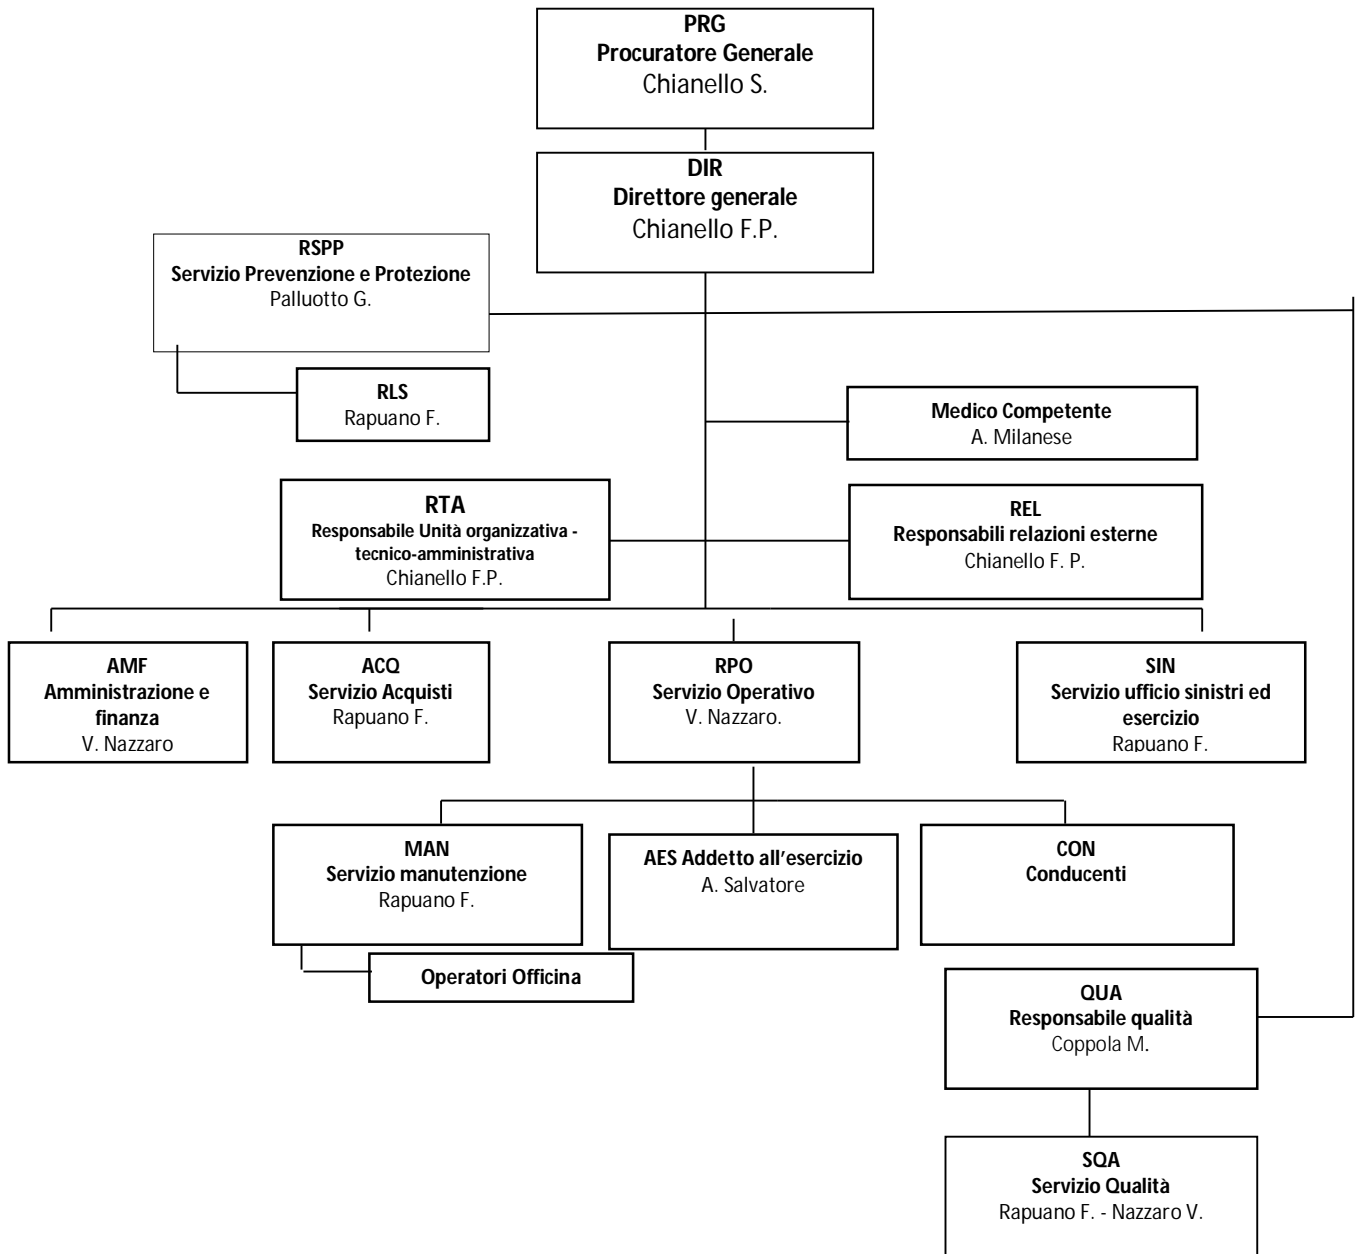 PRG
Procuratore Generale
Chianello S.
DIR
Direttore generale
Chianello F.P.
RSPP
Servizio Prevenzione e Protezione
Palluotto G.
RLS
Rapuano F.
Medico Competente
A. Milanese
RTA
Responsabile Unità organizzativa -
tecnico-amministrativa
Chianello F.P.
REL
Responsabili relazioni esterne
Chianello F. P.
AMF
Amministrazione e
finanza
V. Nazzaro
ACQ
Servizio Acquisti
Rapuano F.
RPO
Servizio Operativo
V. Nazzaro.
SIN
Servizio ufficio sinistri ed
esercizio
Rapuano F.
MAN
Servizio manutenzione
Rapuano F.
AES Addetto all'esercizio
A. Salvatore
CON
Conducenti
Operatori Officina
QUA
Responsabile qualità
Coppola M.
SQA
Servizio Qualità
Rapuano F. - Nazzaro V.